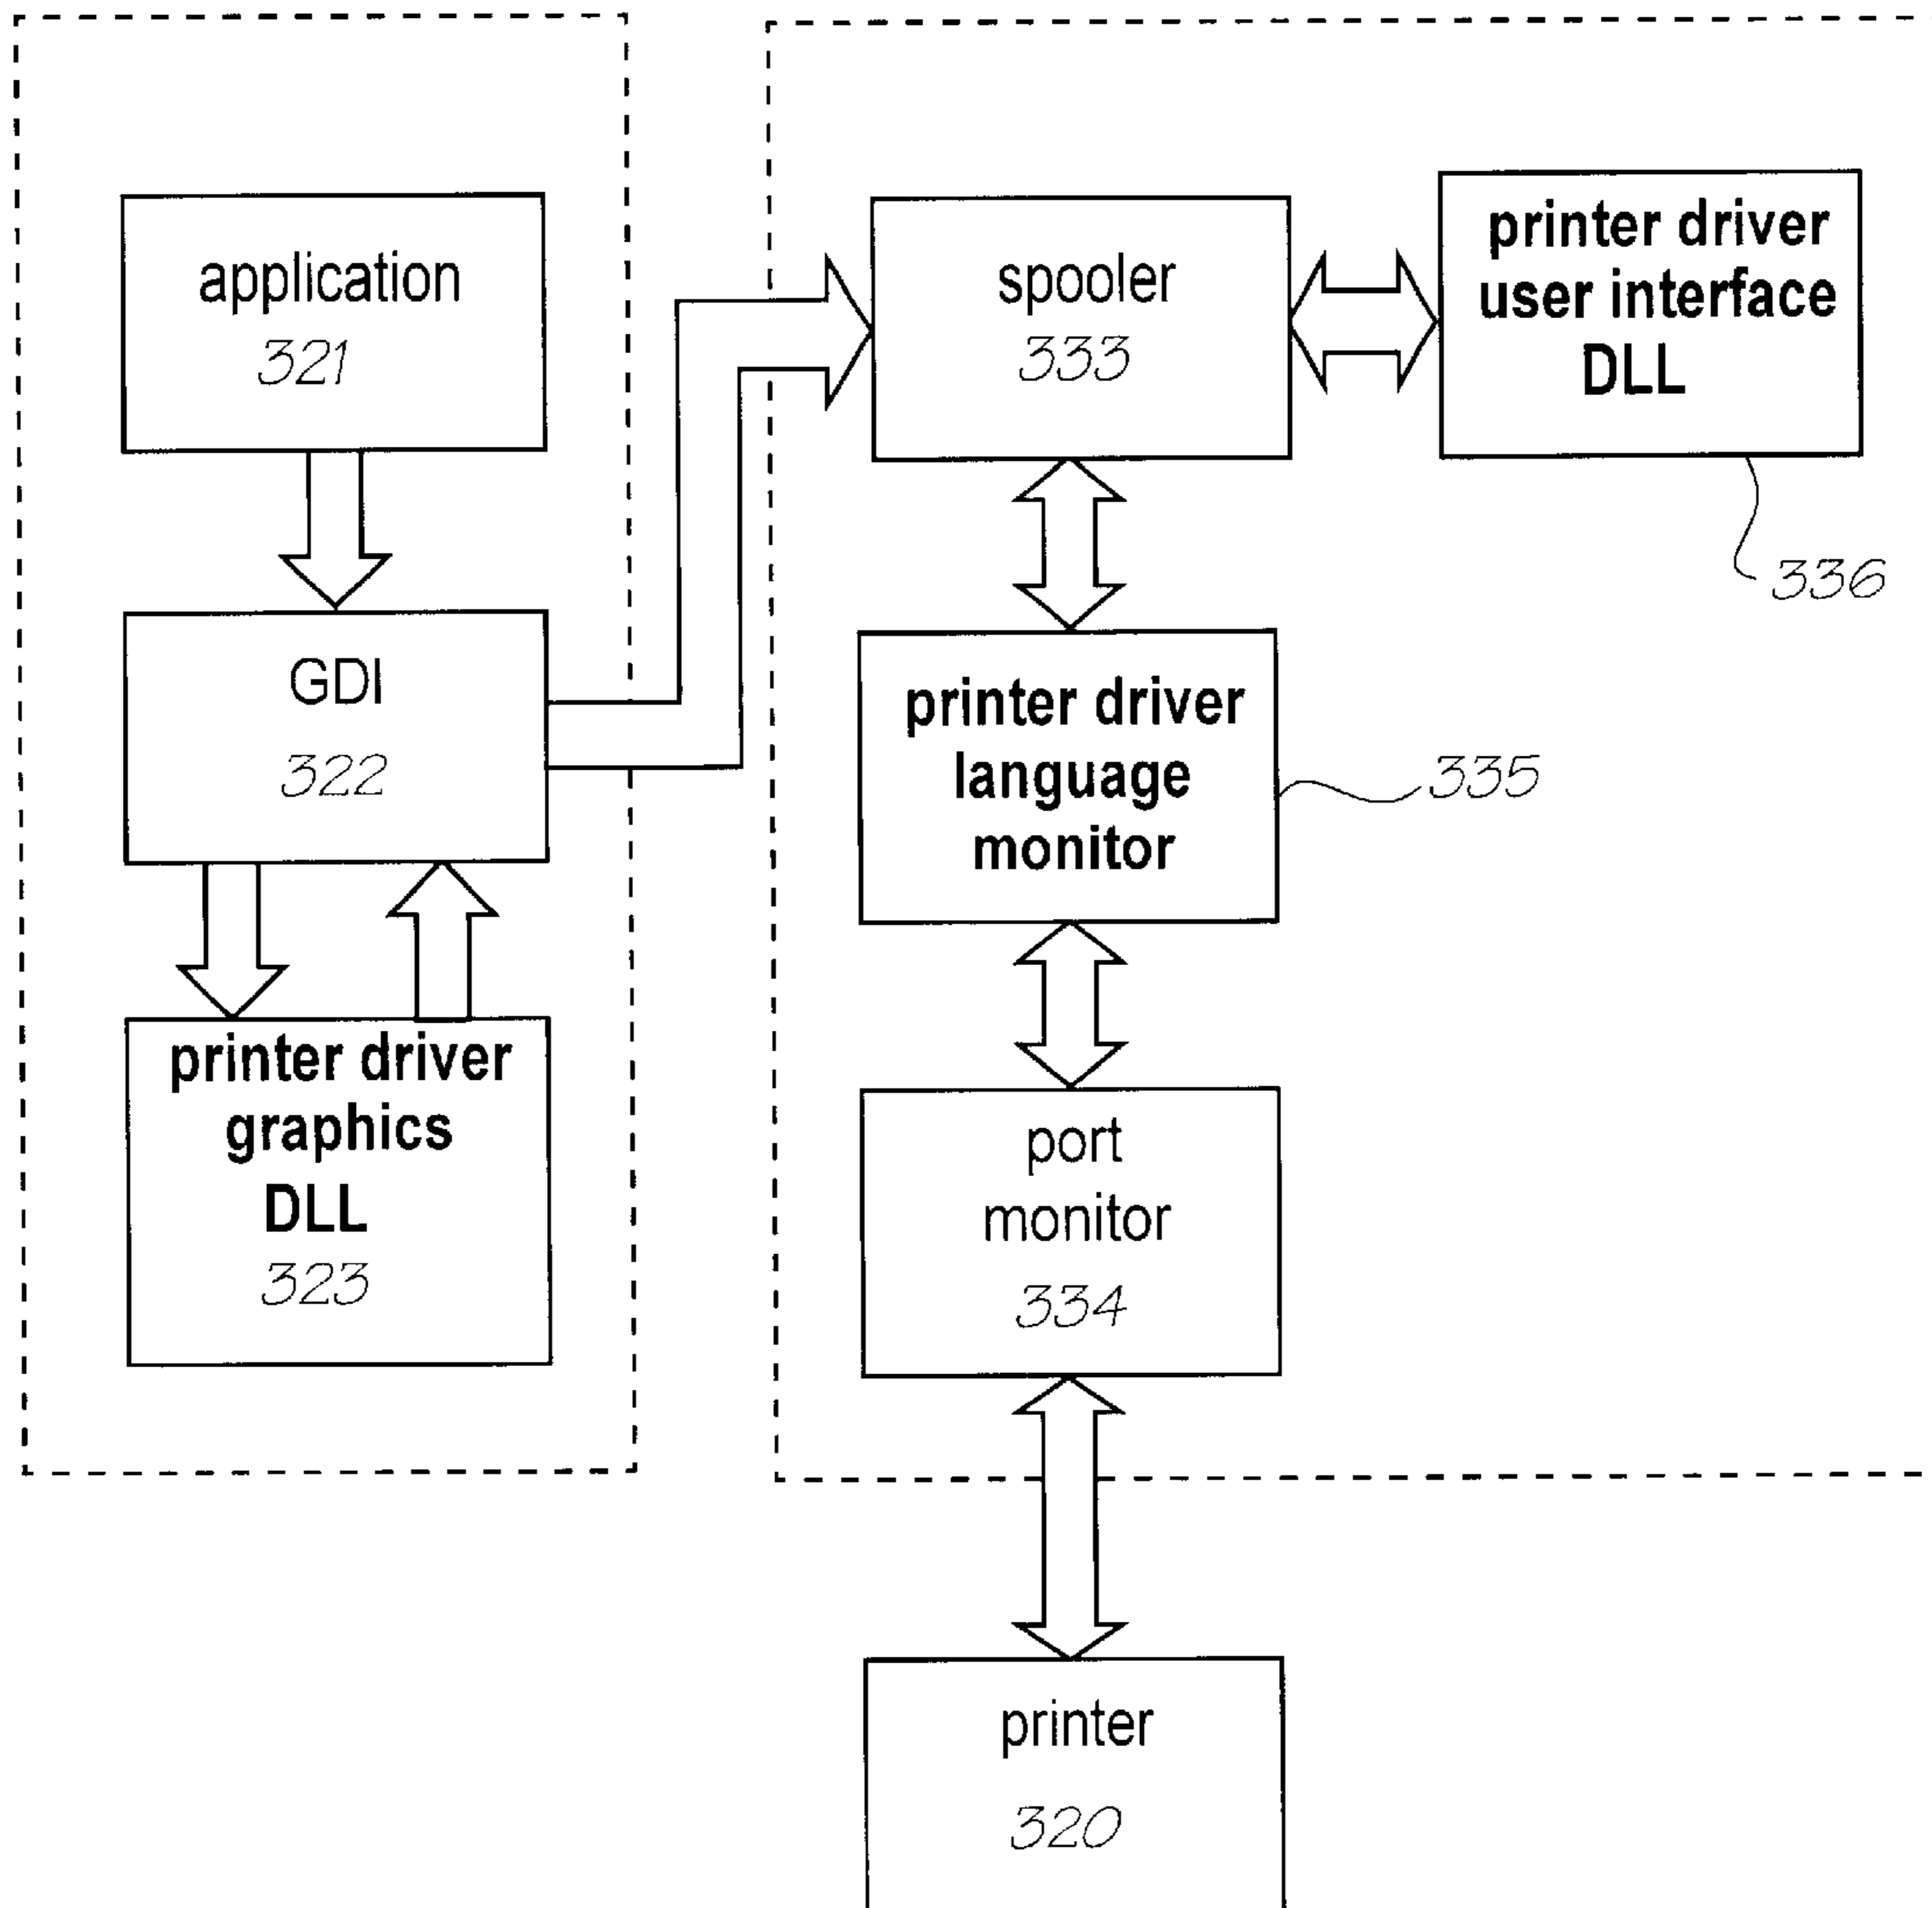 application
321
GDI
322
printer driver
graphics
DLL
323
spooler
333
printer driver
user interface
DLL
336
printer driver
language
monitor
335
port
monitor
334
printer
320